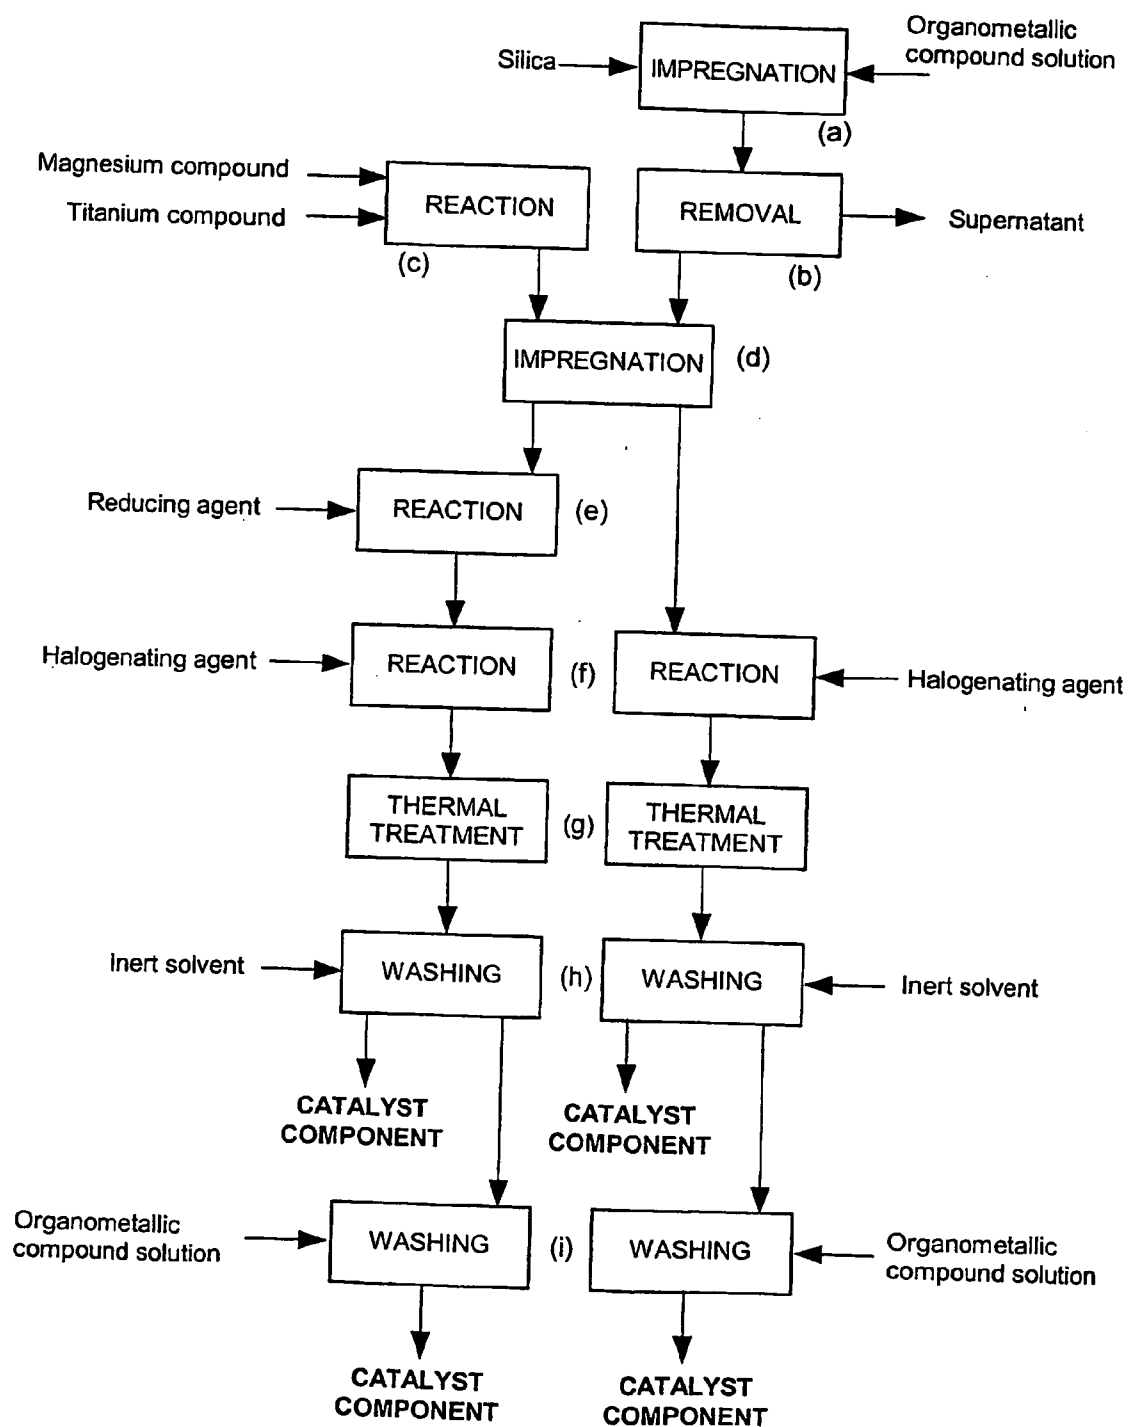 Organometallic
compound solution
Silica
IMPREGNATION
(a)
Magnesium compound
Titanium compound
REACTION
(c)
REMOVAL
(b)
Supernatant
IMPREGNATION
(d)
Reducing agent
REACTION
(e)
Halogenating agent
REACTION
(f)
REACTION
Halogenating agent
THERMAL
TREATMENT
(g)
THERMAL
TREATMENT
Inert solvent
WASHING
(h)
WASHING
Inert solvent
CATALYST
COMPONENT
CATALYST
COMPONENT
Organometallic
compound solution
WASHING
(i)
WASHING
Organometallic
compound solution
CATALYST
COMPONENT
CATALYST
COMPONENT